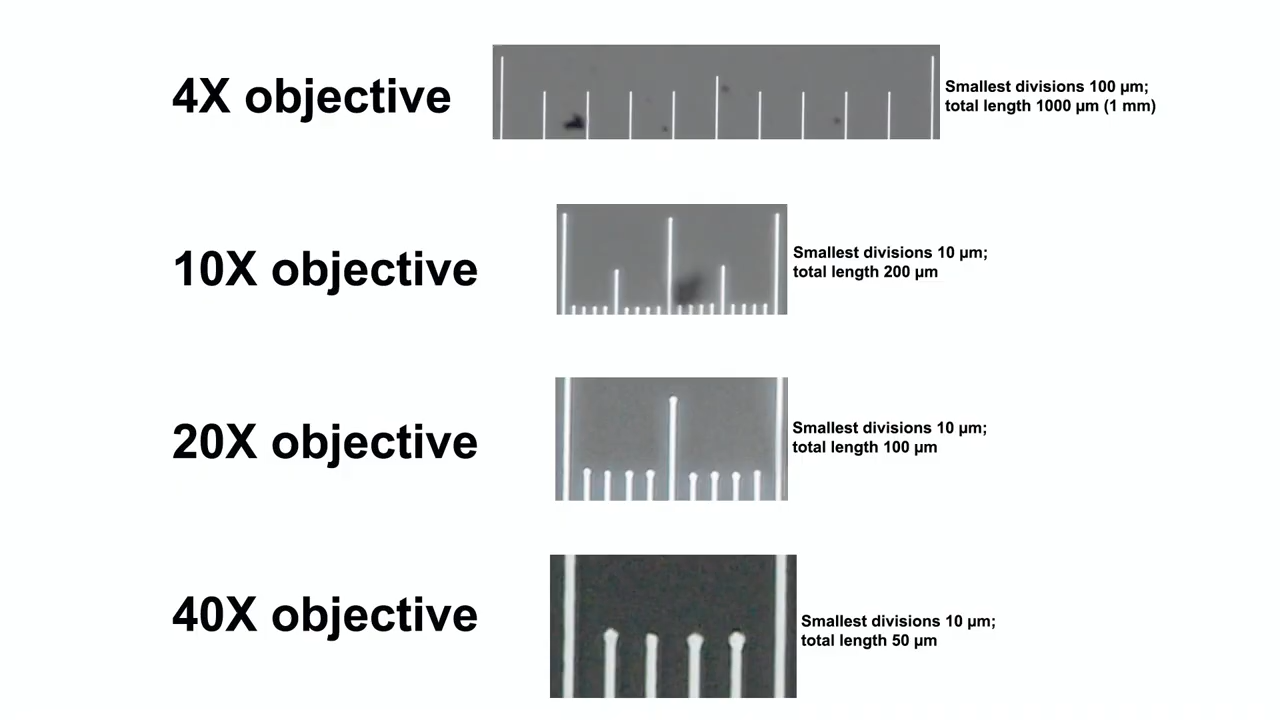 4X objective
Smallest divisions 100 µm;
total length 1000 µm (1 mm)
10X objective
Smallest divisions 10 µm;
total length 200 µm
20X objective
Smallest divisions 10 µm;
total length 100 µm
40X objective
Smallest divisions 10 µm;
total length 50 µm